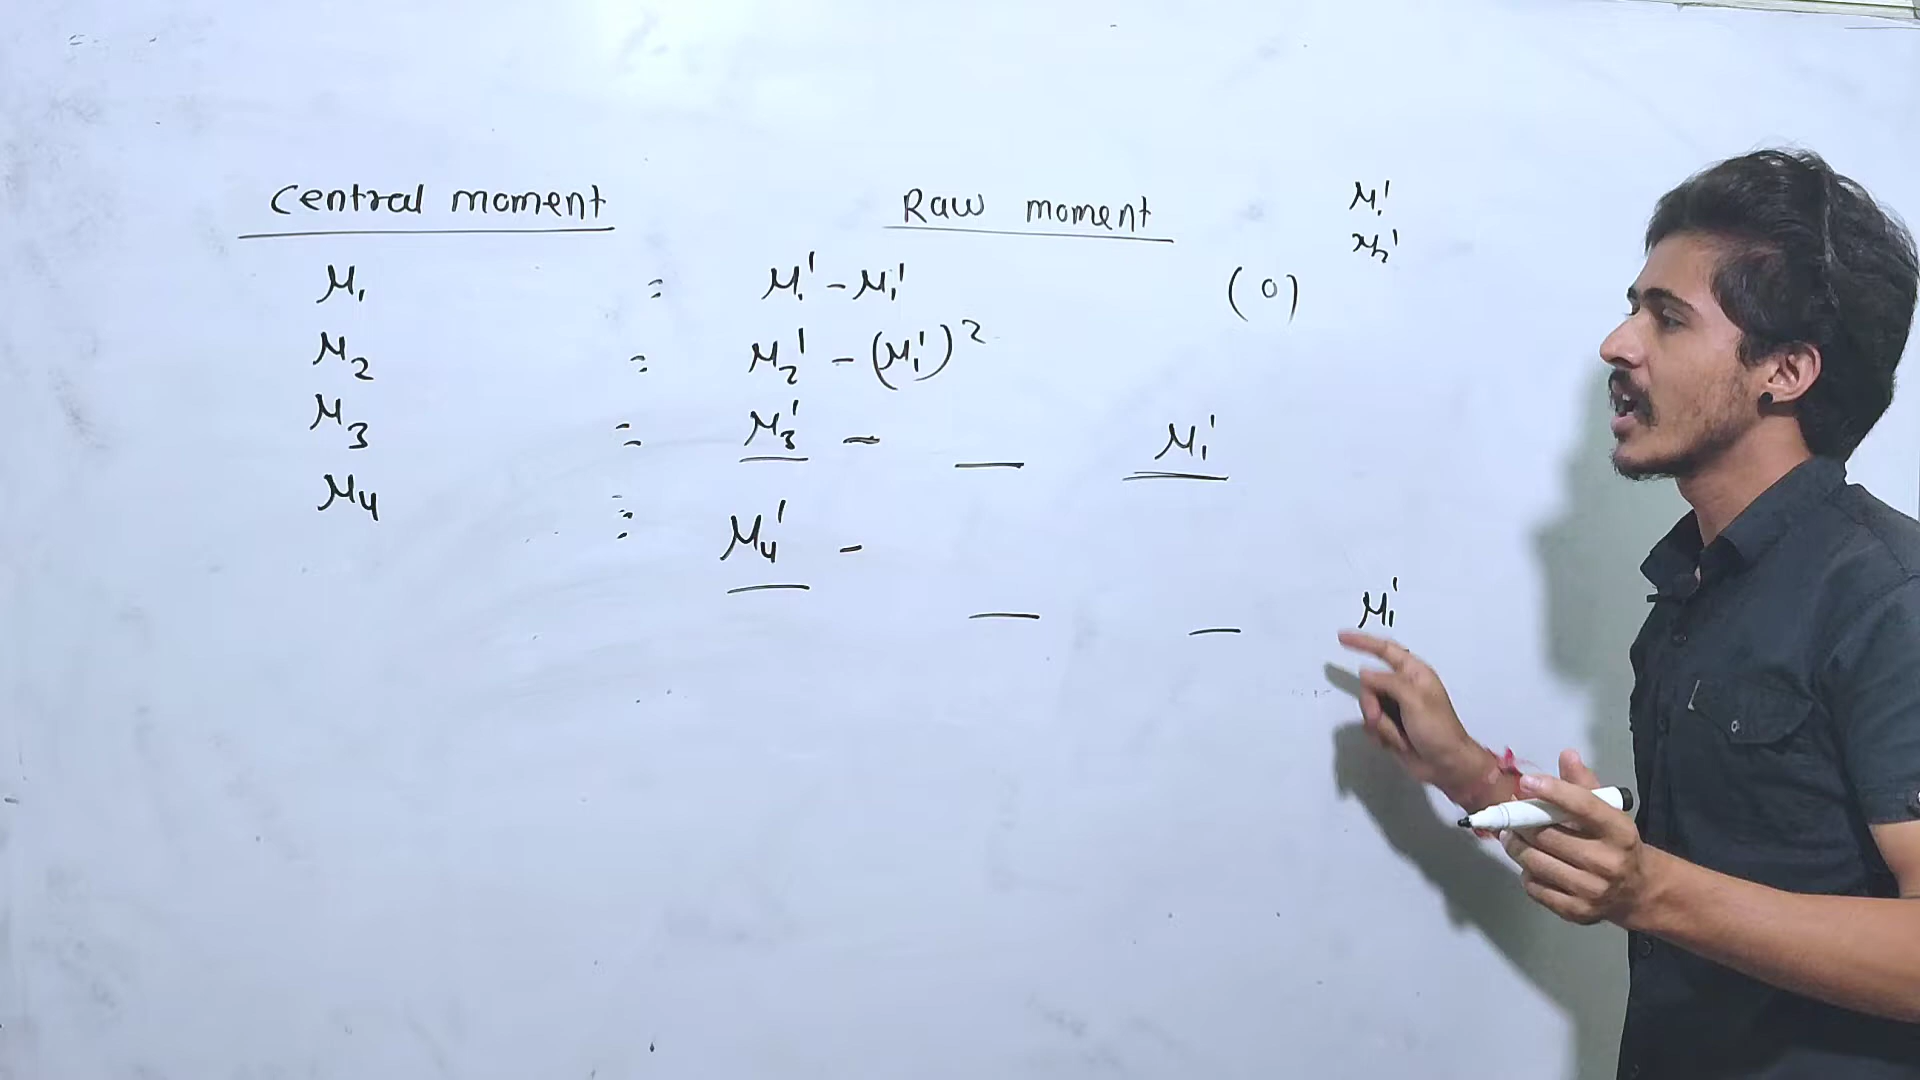 Central moment Raw moment μ₁'
μ₂'
μ₁ = μ₁' - μ₁' (0)
μ₂ = μ₂' - (μ₁')²
μ₃ = μ₃' - __ μ₁'
μ₄ = μ₄' -
__ __ μ₁'